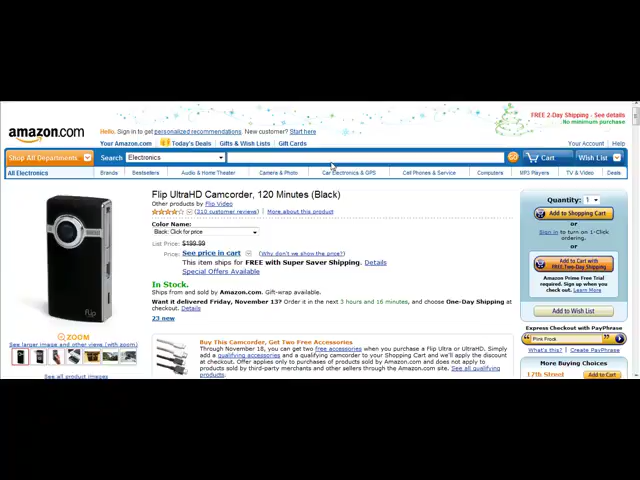 FREE 2-Day Shipping - See details
No minimum purchase
amazon.com
Hello. Sign in to get personalized recommendations. New customer? Start here
Your Amazon.com Today's Deals Gifts & Wish Lists Gift Cards Your Account Help
Shop All Departments Search Electronics GO Cart Wish List
All Electronics Brands Bestsellers Audio & Home Theater Camera & Photo Car Electronics & GPS Cell Phones & Service Computers MP3 Players TV & Video Deals
Flip UltraHD Camcorder, 120 Minutes (Black)
Other products by Flip Video
(310 customer reviews) More about this product
Color Name:
Black: Click for price
List Price: $199.99
Price: See price in cart (Why don't we show the price?)
This item ships for FREE with Super Saver Shipping. Details
Special Offers Available
In Stock.
Ships from and sold by Amazon.com. Gift-wrap available.
Want it delivered Friday, November 13? Order it in the next 3 hours and 16 minutes, and choose One-Day Shipping at checkout. Details
23 new
flip
ZOOM
See larger image and other views (with zoom)
See all product images
Buy This Camcorder, Get Two Free Accessories
Through November 18, you can get two free accessories when you purchase a Flip Ultra or UltraHD. Simply
add a qualifying accessories and a qualifying camcorder to your Shopping Cart and we'll apply the discount
at checkout. Offer applies to two accessories per camcorder, and does not apply to
products sold by third-party merchants and other sellers through the Amazon.com site. See all qualifying
products.
Quantity: 1
Add to Shopping Cart
or
Sign in to turn on 1-Click
ordering.
or
Add to Cart with
FREE Two-Day Shipping
Amazon Prime Free Trial
required. Sign up when you
check out. Learn More
Add to Wish List
Express Checkout with PayPhrase
Pink Frock
What's this? Create PayPhrase
More Buying Choices
17th Street Add to Cart